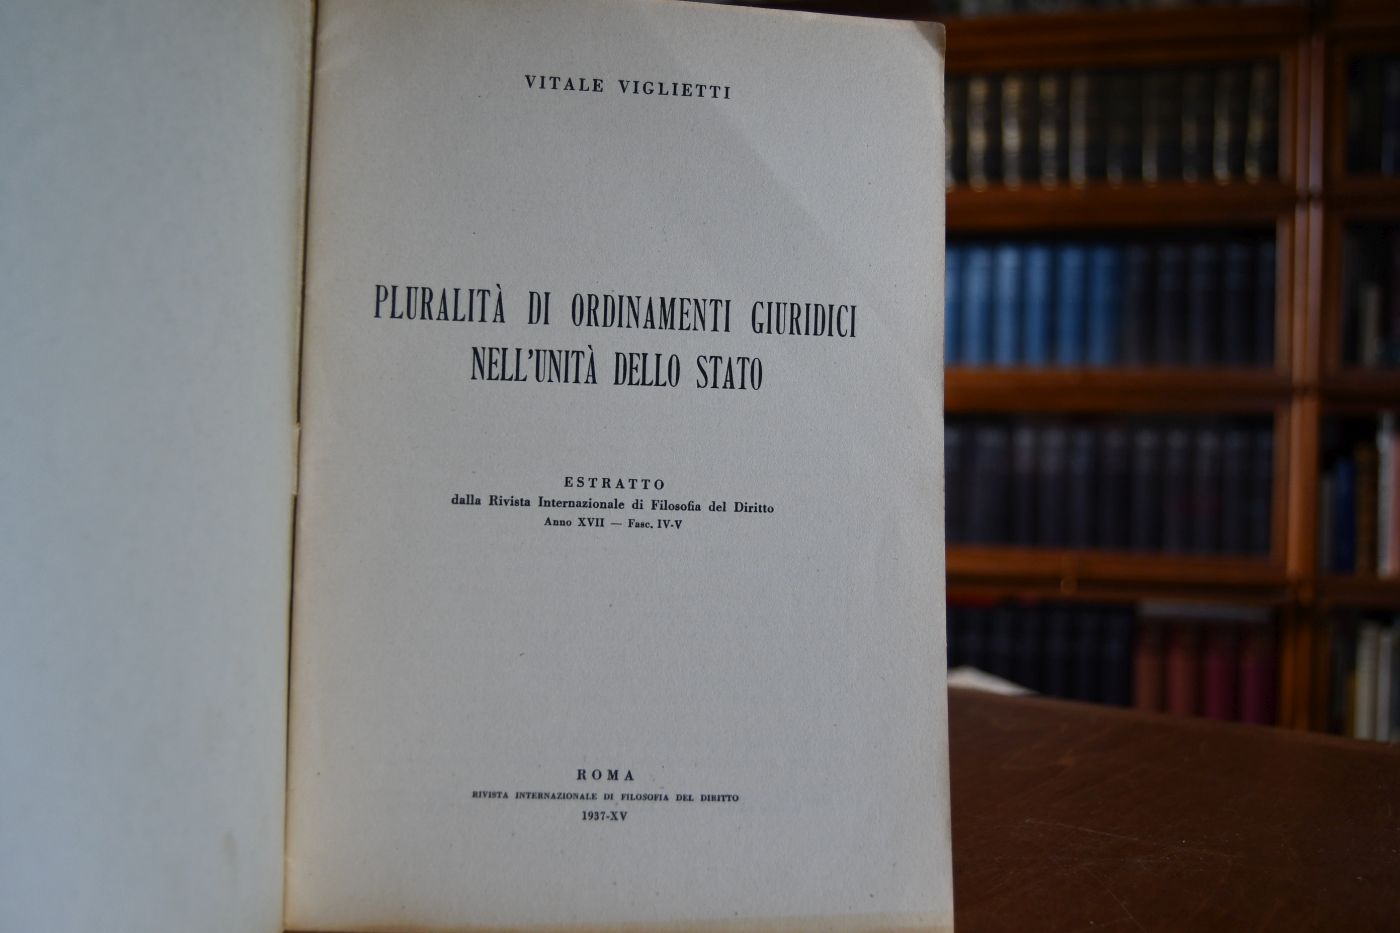 VITALE VIGLIETTI
PLURALITÀ DI ORDINAMENTI GIURIDICI
NELL'UNITÀ DELLO STATO
ESTRATTO
dalla Rivista Internazionale di Filosofia del Diritto
Anno XVII — Fasc. IV-V
ROMA
RIVISTA INTERNAZIONALE DI FILOSOFIA DEL DIRITTO
1937-XV